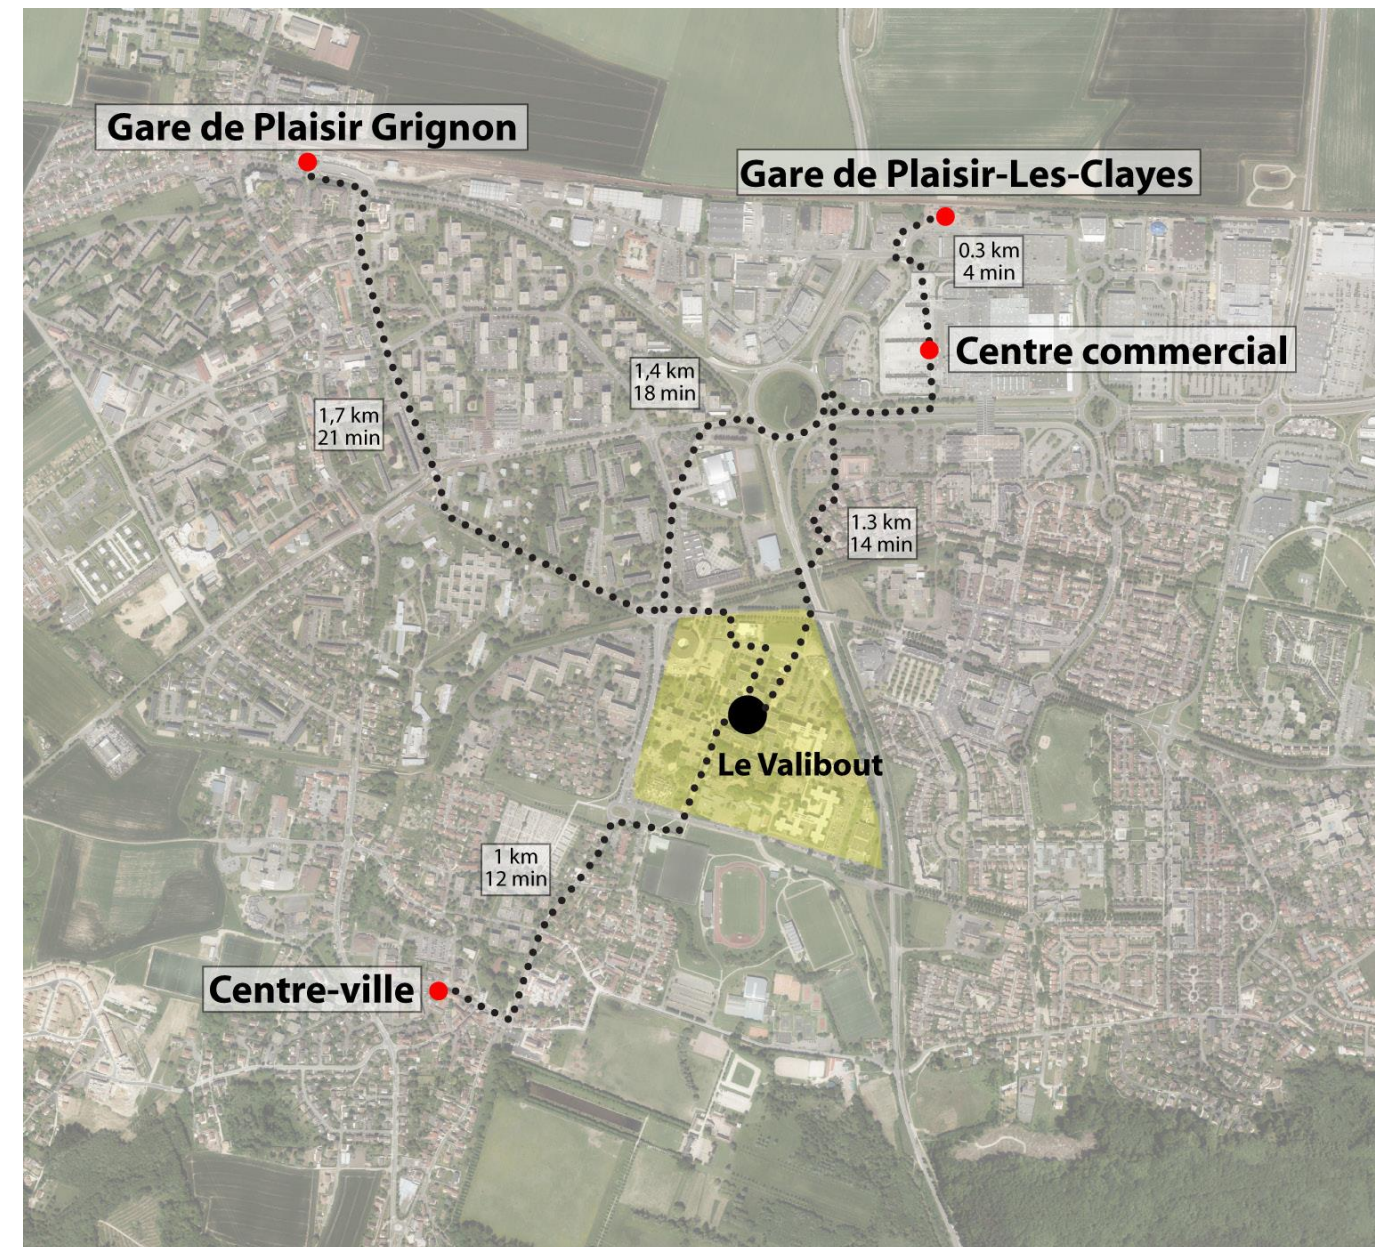 Gare de Plaisir Grignon
Gare de Plaisir-Les-Clayes
0.3 km
4 min
Centre commercial
1,4 km
18 min
1,7 km
21 min
1.3 km
14 min
Le Valibout
1 km
12 min
Centre-ville